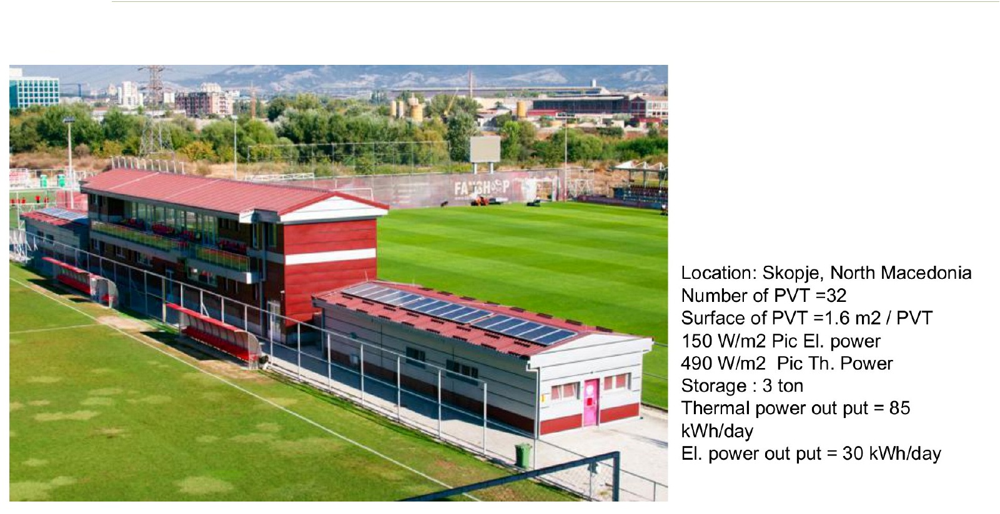 FANSHOP
Location: Skopje, North Macedonia
Number of PVT =32
Surface of PVT =1.6 m2 / PVT
150 W/m2 Pic El. power
490 W/m2  Pic Th. Power
Storage : 3 ton
Thermal power out put = 85
kWh/day
El. power out put = 30 kWh/day